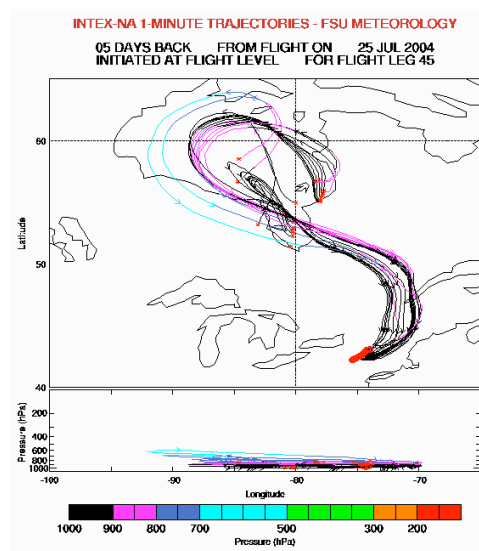 INTEX-NA 1-MINUTE TRAJECTORIES - FSU METEOROLOGY
05 DAYS BACK FROM FLIGHT ON 25 JUL 2004
INITIATED AT FLIGHT LEVEL FOR FLIGHT LEG 45
60
50
40
Latitude
200
400
600
800
1000
Pressure (hPa)
-100 -90 -80 -70
Longitude
1000 900 800 700 500 400 300 200
Pressure (hPa)